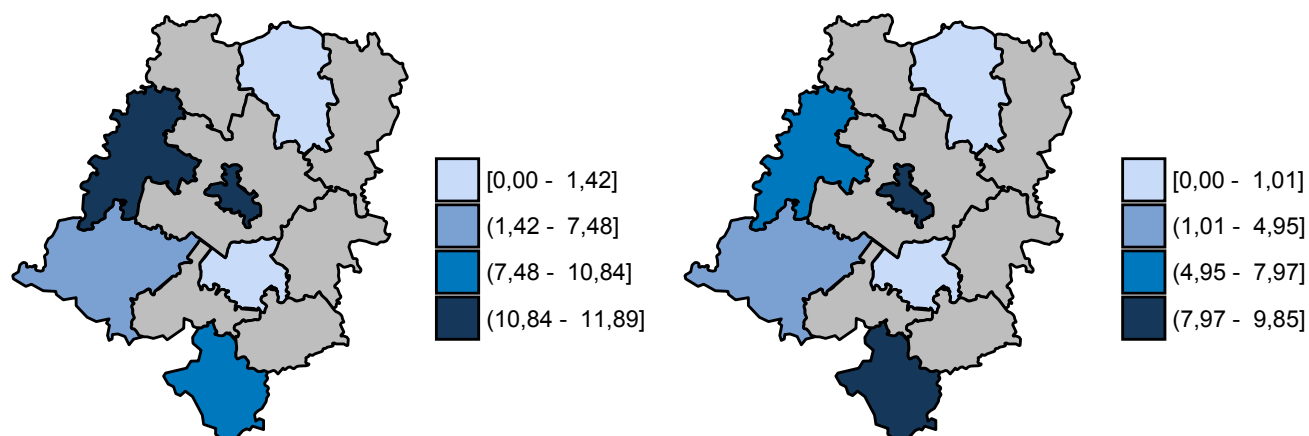 [0,00 - 1,42]
(1,42 - 7,48]
(7,48 - 10,84]
(10,84 - 11,89]
[0,00 - 1,01]
(1,01 - 4,95]
(4,95 - 7,97]
(7,97 - 9,85]